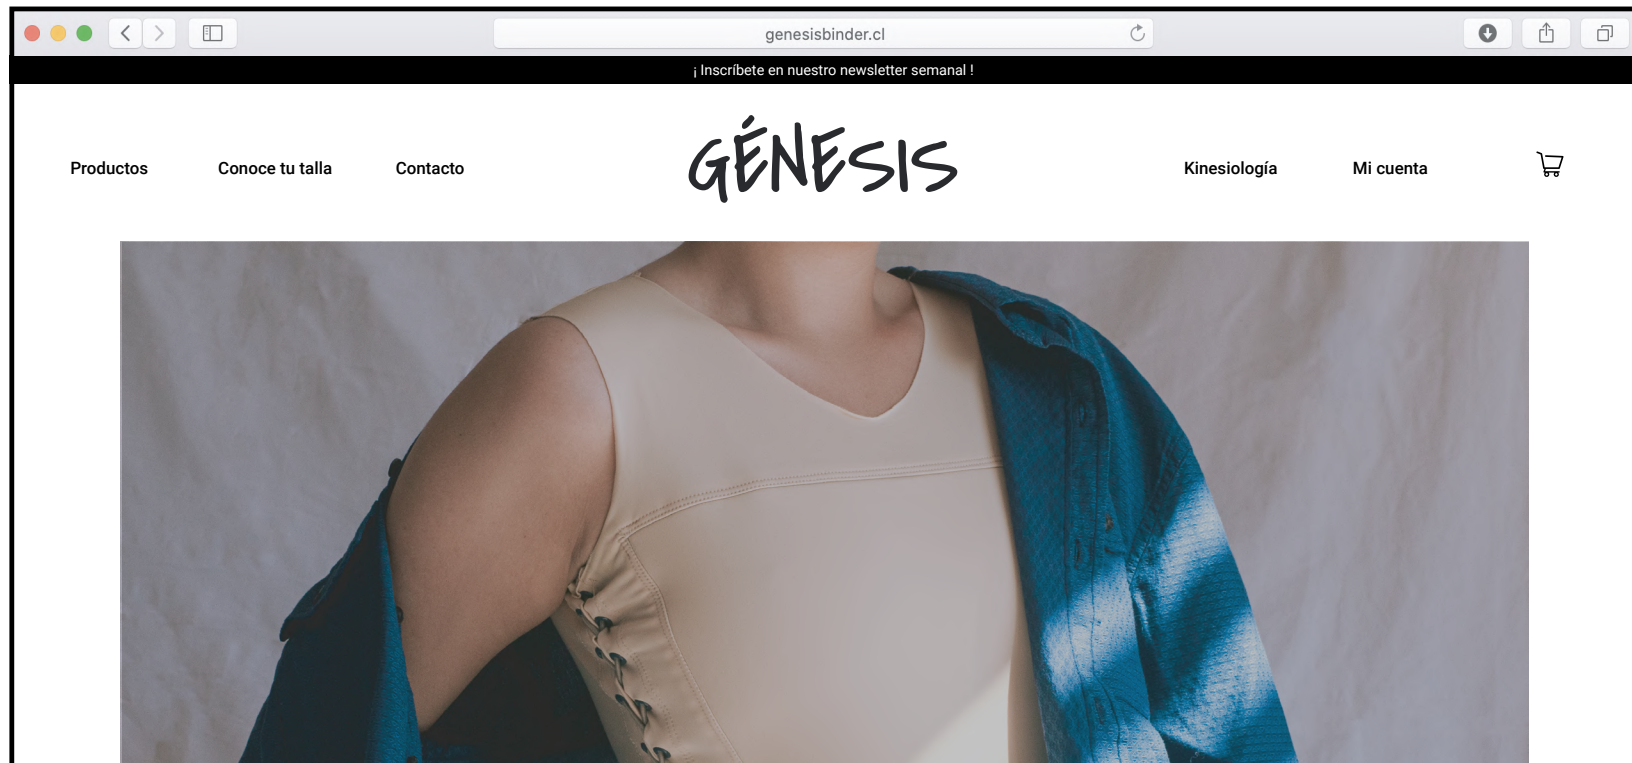 genesisbinder.cl
¡ Inscríbete en nuestro newsletter semanal !
GÉNESIS
Productos Conoce tu talla Contacto Kinesiología Mi cuenta